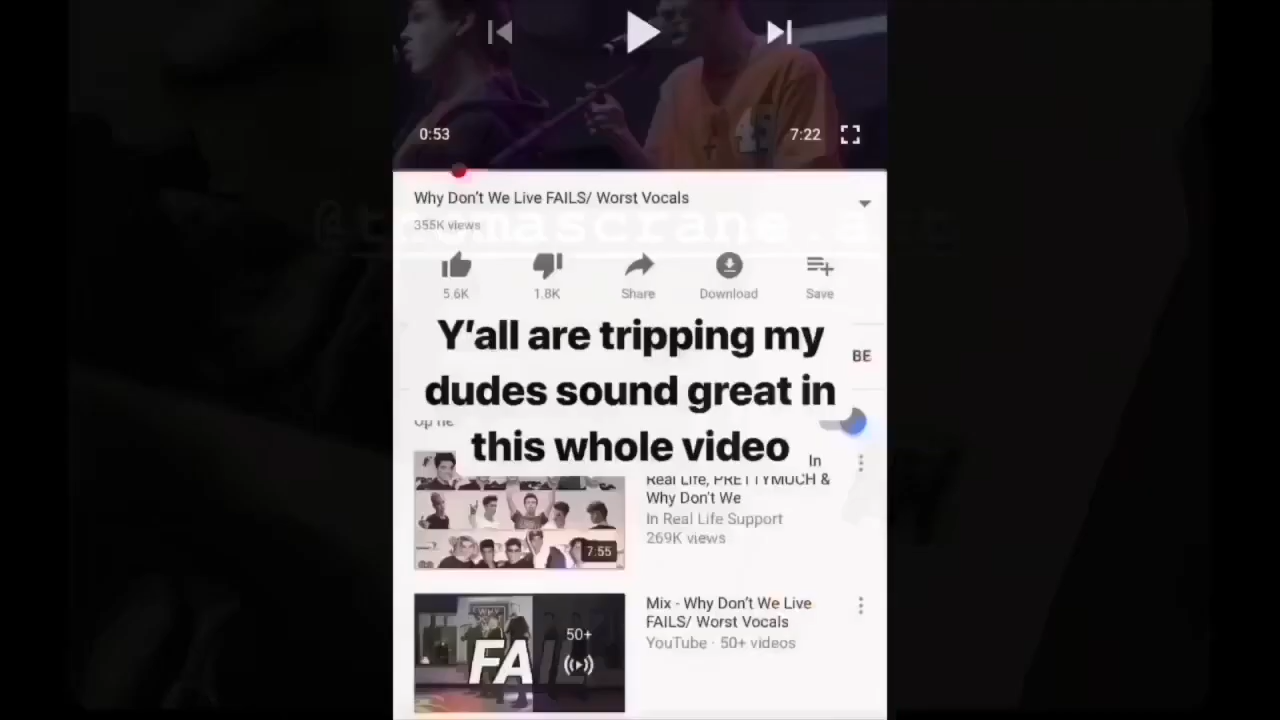 0:53
7:22
Why Don't We Live FAILS/ Worst Vocals
355K views
5.6K
1.8K
Share
Download
Save
Y'all are tripping my
dudes sound great in
this whole video
BE
In
Real Life, PRETTYMUCH &
Why Don't We
In Real Life Support
269K views
7:55
Mix - Why Don't We Live
FAILS/ Worst Vocals
YouTube · 50+ videos
50+
WHY
FAIL